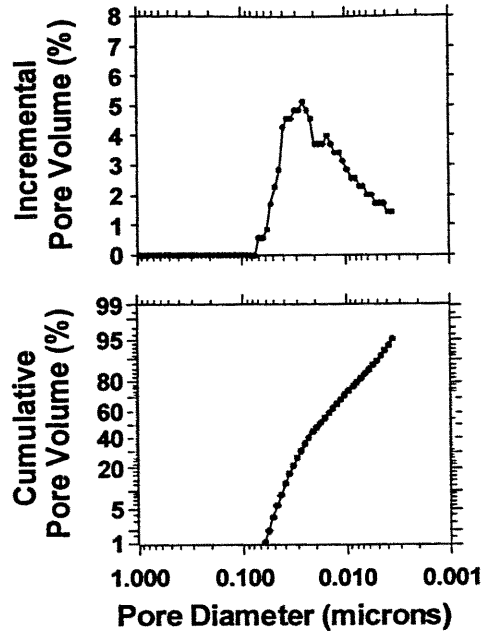 Incremental
Pore Volume (%)
8
7
6
5
4
3
2
1
0
Cumulative
Pore Volume (%)
99
95
80
60
40
20
5
1
1.000 0.100 0.010 0.001
Pore Diameter (microns)